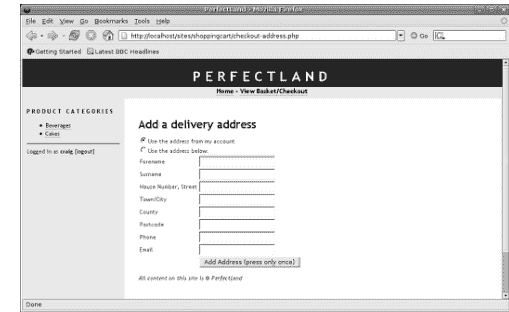 PerfectLand - Mozilla Firefox
File Edit View Go Bookmarks Tools Help
http://localhost/sites/shoppingcart/checkout-address.php
Go
Getting Started Latest BBC Headlines
PERFECTLAND
Home - View Basket/Checkout
PRODUCT CATEGORIES
Beverages
Cakes
Logged in as craig [logout]
Add a delivery address
Use the address from my account
Use the address below:
Forename
Surname
House Number, Street
Town/City
County
Postcode
Phone
Email
Add Address (press only once)
All content on this site is © PerfectLand
Done